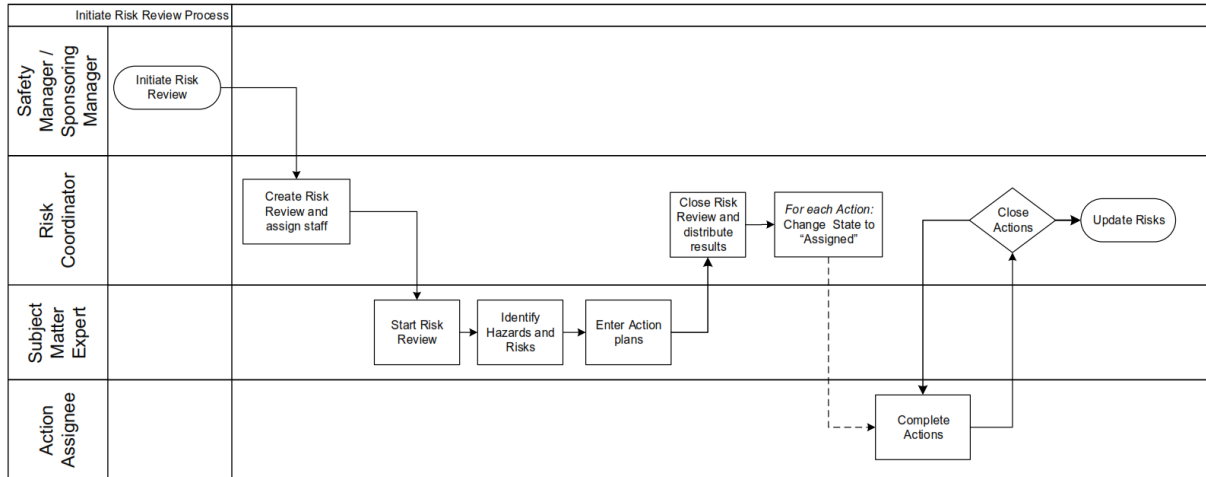 Initiate Risk Review Process
Safety
Manager /
Sponsoring
Manager
Initiate Risk
Review
Risk
Coordinator
Create Risk
Review and
assign staff
Close Risk
Review and
distribute
results
For each Action:
Change State to
“Assigned”
Close
Actions
Update Risks
Subject
Matter
Expert
Start Risk
Review
Identify
Hazards and
Risks
Enter Action
plans
Action
Assignee
Complete
Actions